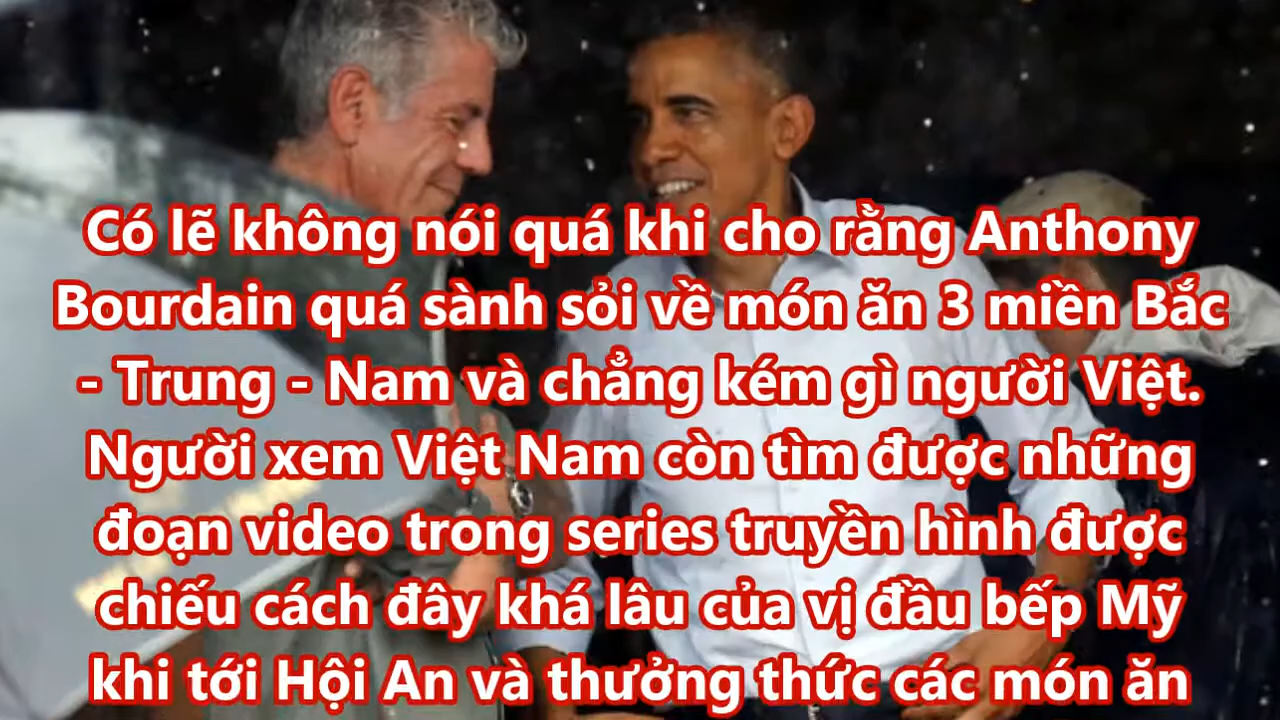 Có lẽ không nói quá khi cho rằng Anthony
Bourdain quá sành sỏi về món ăn 3 miền Bắc
- Trung - Nam và chẳng kém gì người Việt.
Người xem Việt Nam còn tìm được những
đoạn video trong series truyền hình được
chiếu cách đây khá lâu của vị đầu bếp Mỹ
khi tới Hội An và thưởng thức các món ăn